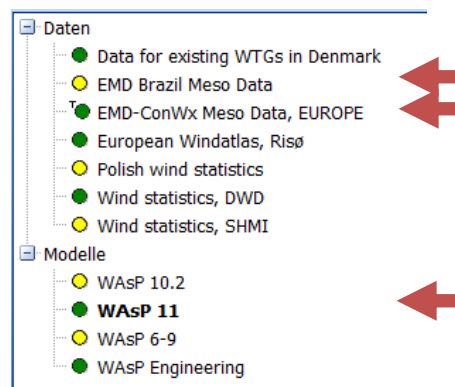 Daten
Data for existing WTGs in Denmark
EMD Brazil Meso Data
T EMD-ConWx Meso Data, EUROPE
European Windatlas, Risø
Polish wind statistics
Wind statistics, DWD
Wind statistics, SHMI
Modelle
WAsP 10.2
WAsP 11
WAsP 6-9
WAsP Engineering